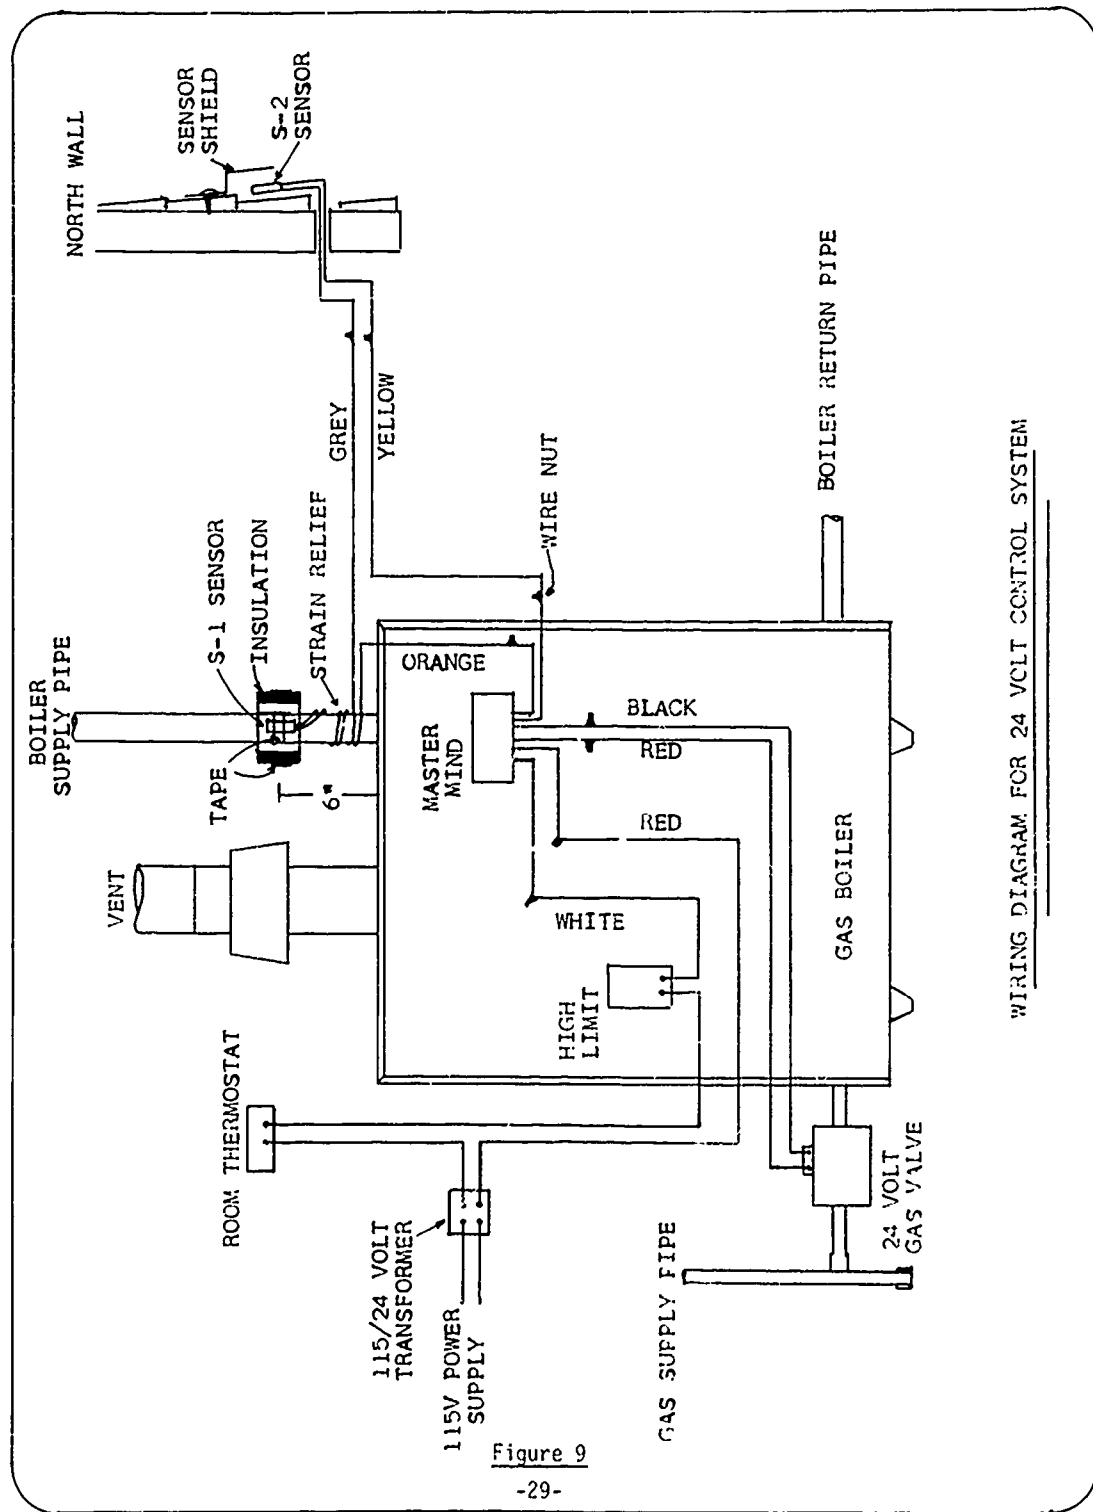 NORTH WALL
SENSOR
SHIELD
S-2
SENSOR
BOILER
SUPPLY PIPE
TAPE
S-1 SENSOR
INSULATION
STRAIN RELIEF
6"
GREY
YELLOW
WIRE NUT
VENT
ORANGE
MASTER
MIND
BLACK
RED
RED
WHITE
HIGH
LIMIT
GAS BOILER
BOILER RETURN PIPE
ROOM THERMOSTAT
115/24 VOLT
TRANSFORMER
115V POWER
SUPPLY
GAS SUPPLY PIPE
24 VOLT
GAS VALVE
WIRING DIAGRAM FOR 24 VOLT CONTROL SYSTEM
Figure 9
-29-